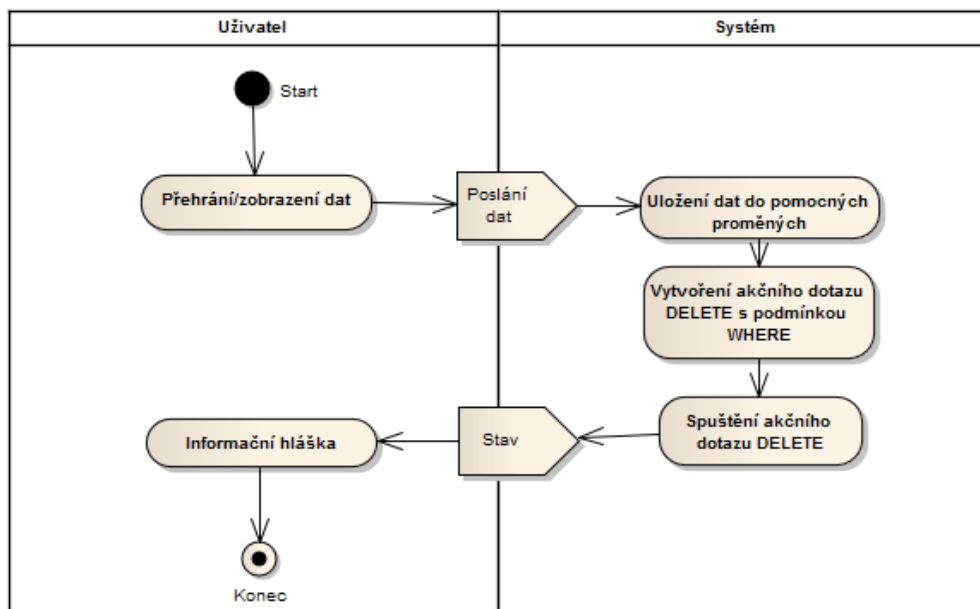 Uživatel
Systém
Start
Přehrání/zobrazení dat
Poslání
dat
Uložení dat do pomocných
proměných
Vytvoření akčního dotazu
DELETE s podmínkou
WHERE
Spuštění akčního
dotazu DELETE
Stav
Informační hláška
Konec